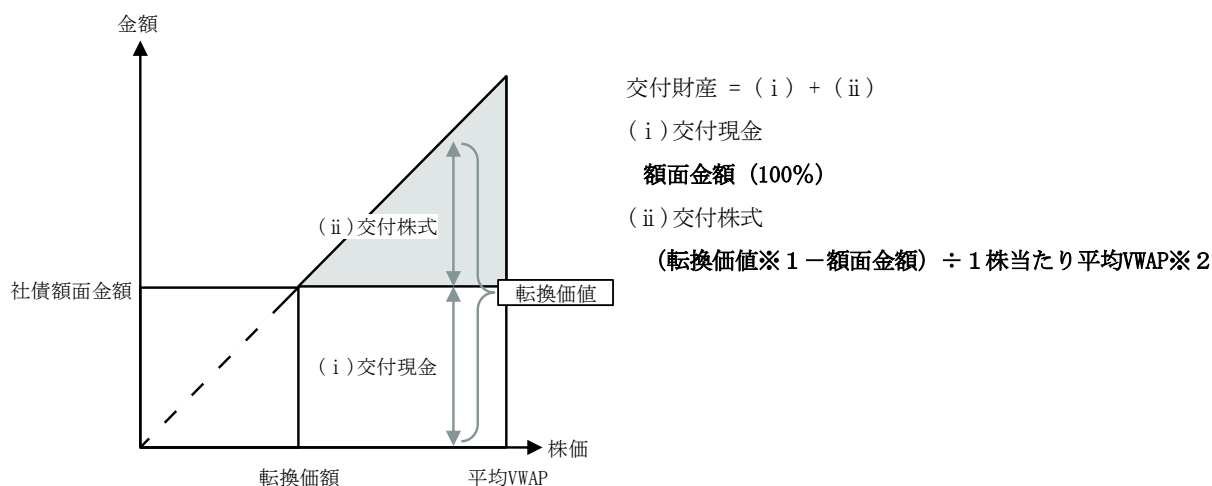 金額
交付財産 = (ⅰ) + (ⅱ)
(ⅰ)交付現金
額面金額 (100%)
(ⅱ)交付株式
(転換価値※1-額面金額) ÷1株当たり平均VWAP※2
(ⅱ)交付株式
社債額面金額
転換価値
(ⅰ)交付現金
株価
転換価額
平均VWAP